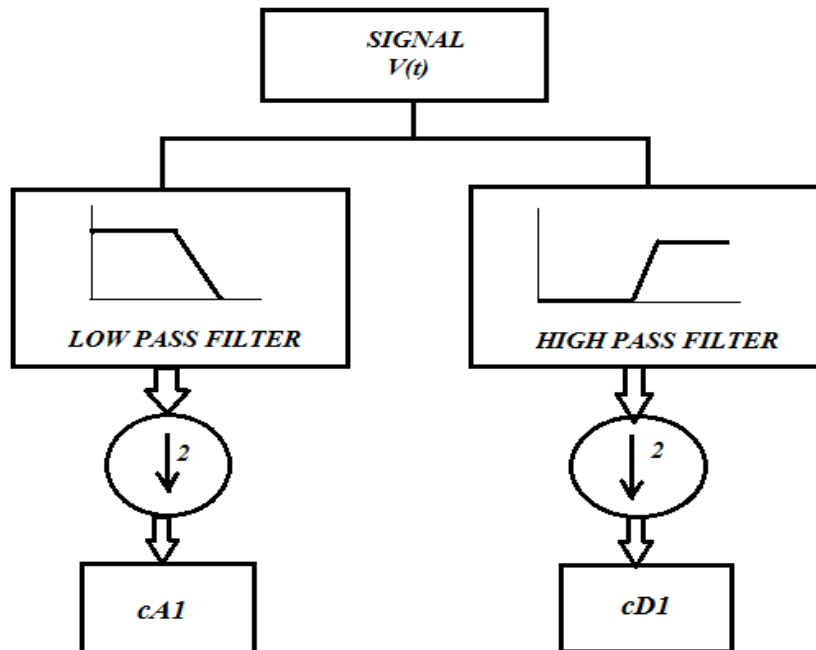 SIGNAL
V(t)
LOW PASS FILTER
HIGH PASS FILTER
2
2
cA1
cD1